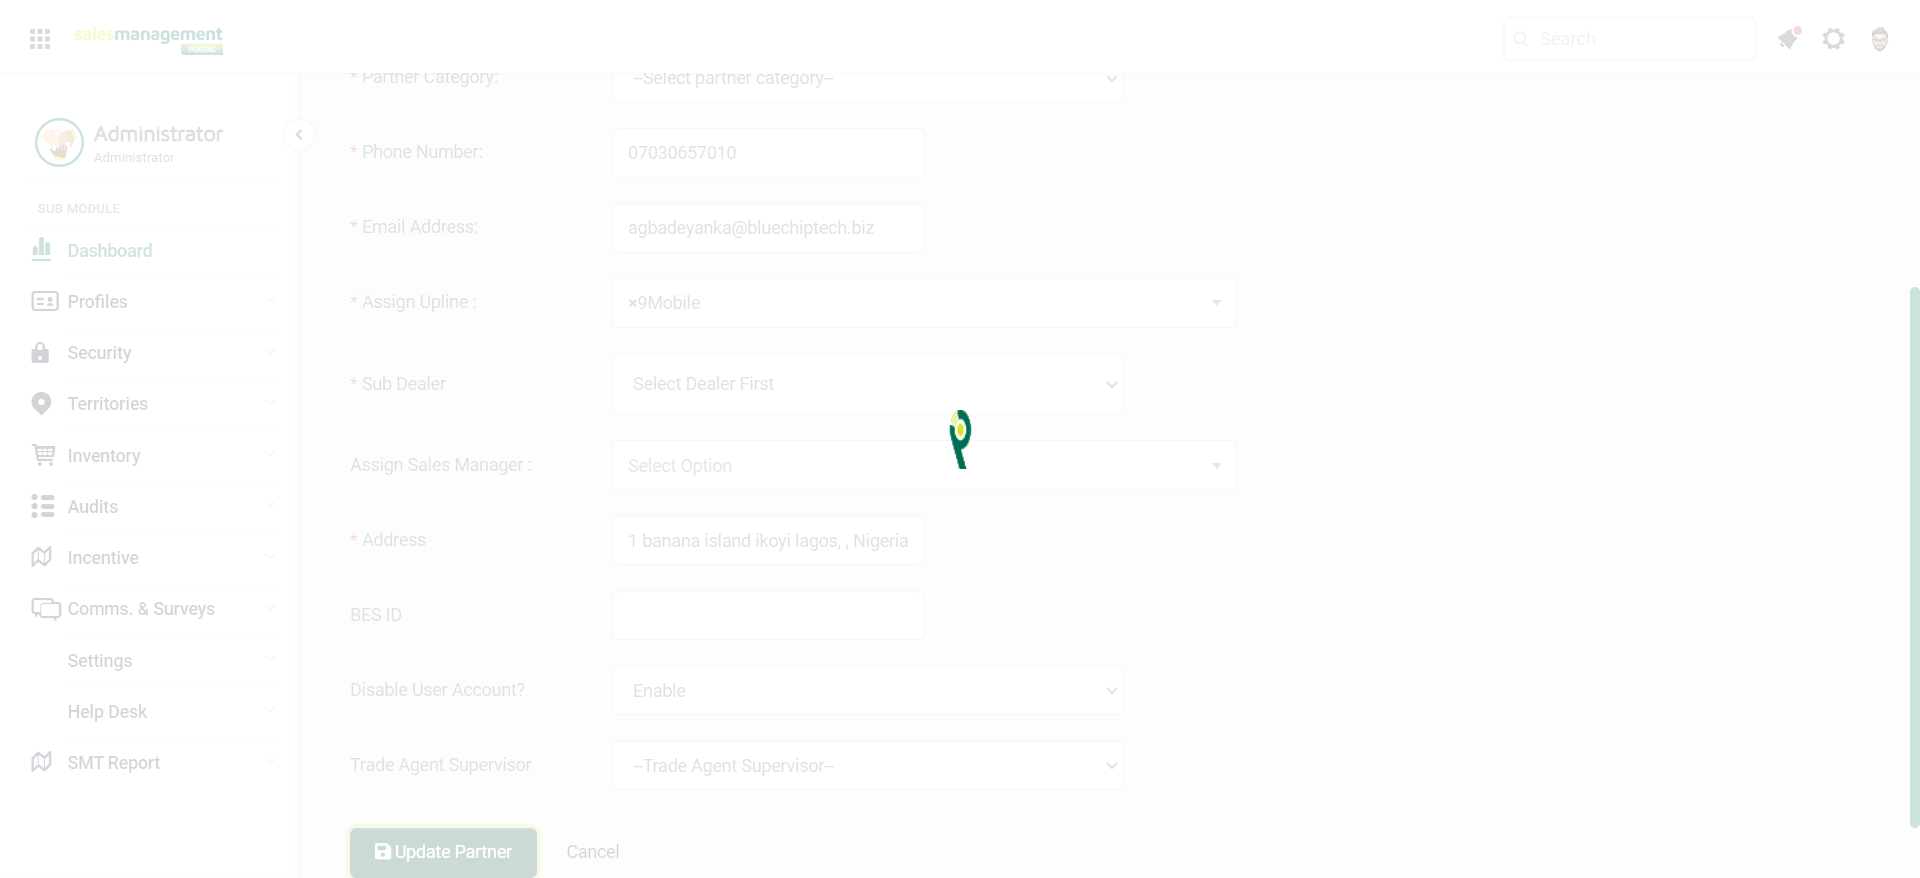 salesmanagement
PORTAL
Search
Administrator
Administrator
SUB MODULE
Dashboard
Profiles
Security
Territories
Inventory
Audits
Incentive
Comms. & Surveys
Settings
Help Desk
SMT Report
* Partner Category: --Select partner category--
* Phone Number: 07030657010
* Email Address: agbadeyanka@bluechiptech.biz
* Assign Upline : ×9Mobile
* Sub Dealer Select Dealer First
Assign Sales Manager : Select Option
* Address 1 banana island ikoyi lagos, , Nigeria
BES ID
Disable User Account? Enable
Trade Agent Supervisor --Trade Agent Supervisor--
Update Partner Cancel